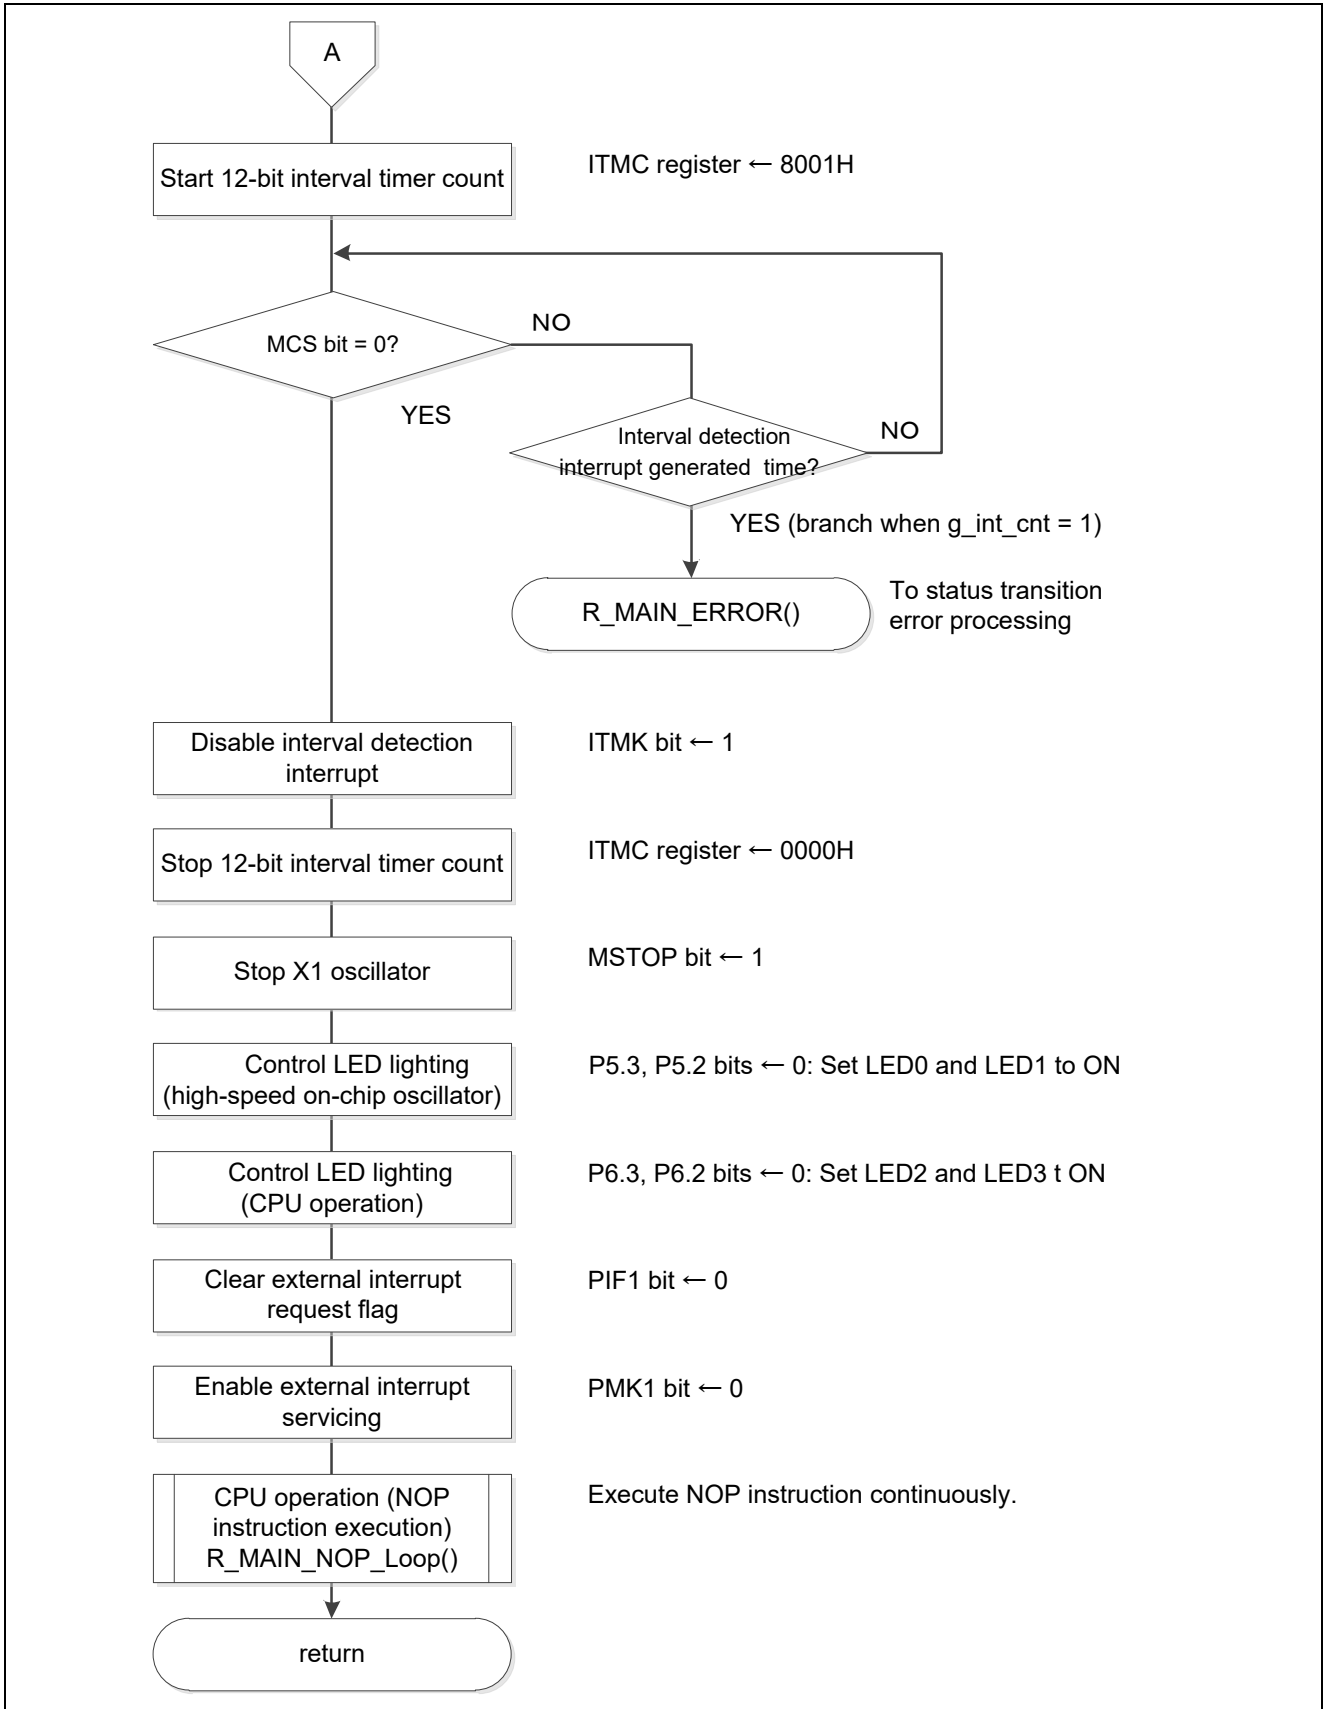 A
Start 12-bit interval timer count
ITMC register ← 8001H
MCS bit = 0?
NO
YES
Interval detection
interrupt generated  time?
NO
YES (branch when g_int_cnt = 1)
R_MAIN_ERROR()
To status transition
error processing
Disable interval detection
interrupt
ITMK bit ← 1
Stop 12-bit interval timer count
ITMC register ← 0000H
Stop X1 oscillator
MSTOP bit ← 1
Control LED lighting
(high-speed on-chip oscillator)
P5.3, P5.2 bits ← 0: Set LED0 and LED1 to ON
Control LED lighting
(CPU operation)
P6.3, P6.2 bits ← 0: Set LED2 and LED3 t ON
Clear external interrupt
request flag
PIF1 bit ← 0
Enable external interrupt
servicing
PMK1 bit ← 0
CPU operation (NOP
instruction execution)
R_MAIN_NOP_Loop()
Execute NOP instruction continuously.
return